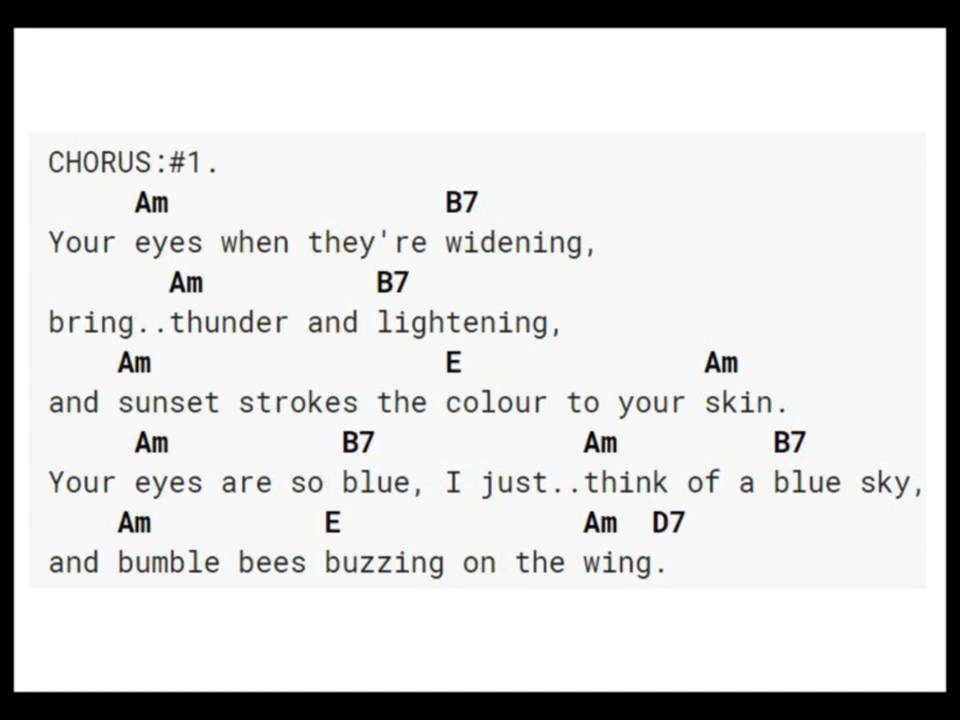 CHORUS:#1.
Am B7
Your eyes when they're widening,
Am B7
bring..thunder and lightening,
Am E Am
and sunset strokes the colour to your skin.
Am B7 Am B7
Your eyes are so blue, I just..think of a blue sky,
Am E Am D7
and bumble bees buzzing on the wing.